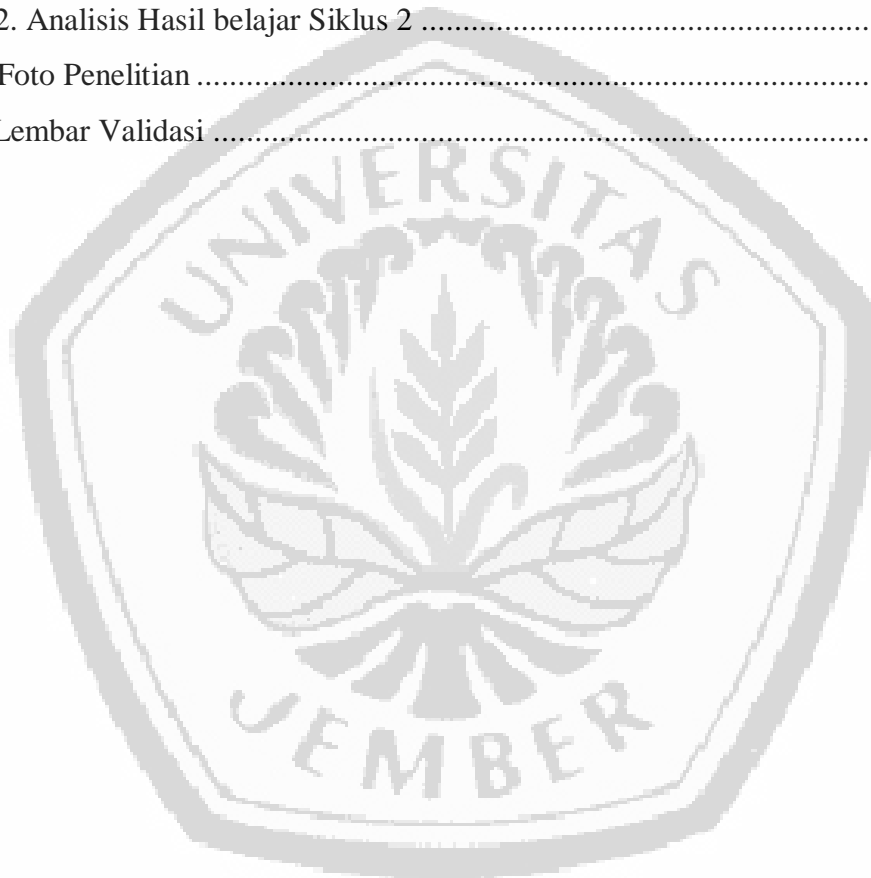 2. Analisis Hasil belajar Siklus 2 ........................................................
Foto Penelitian ................................................................................
Lembar Validasi ..............................................................................
UNIVERSITAS
JEMBER